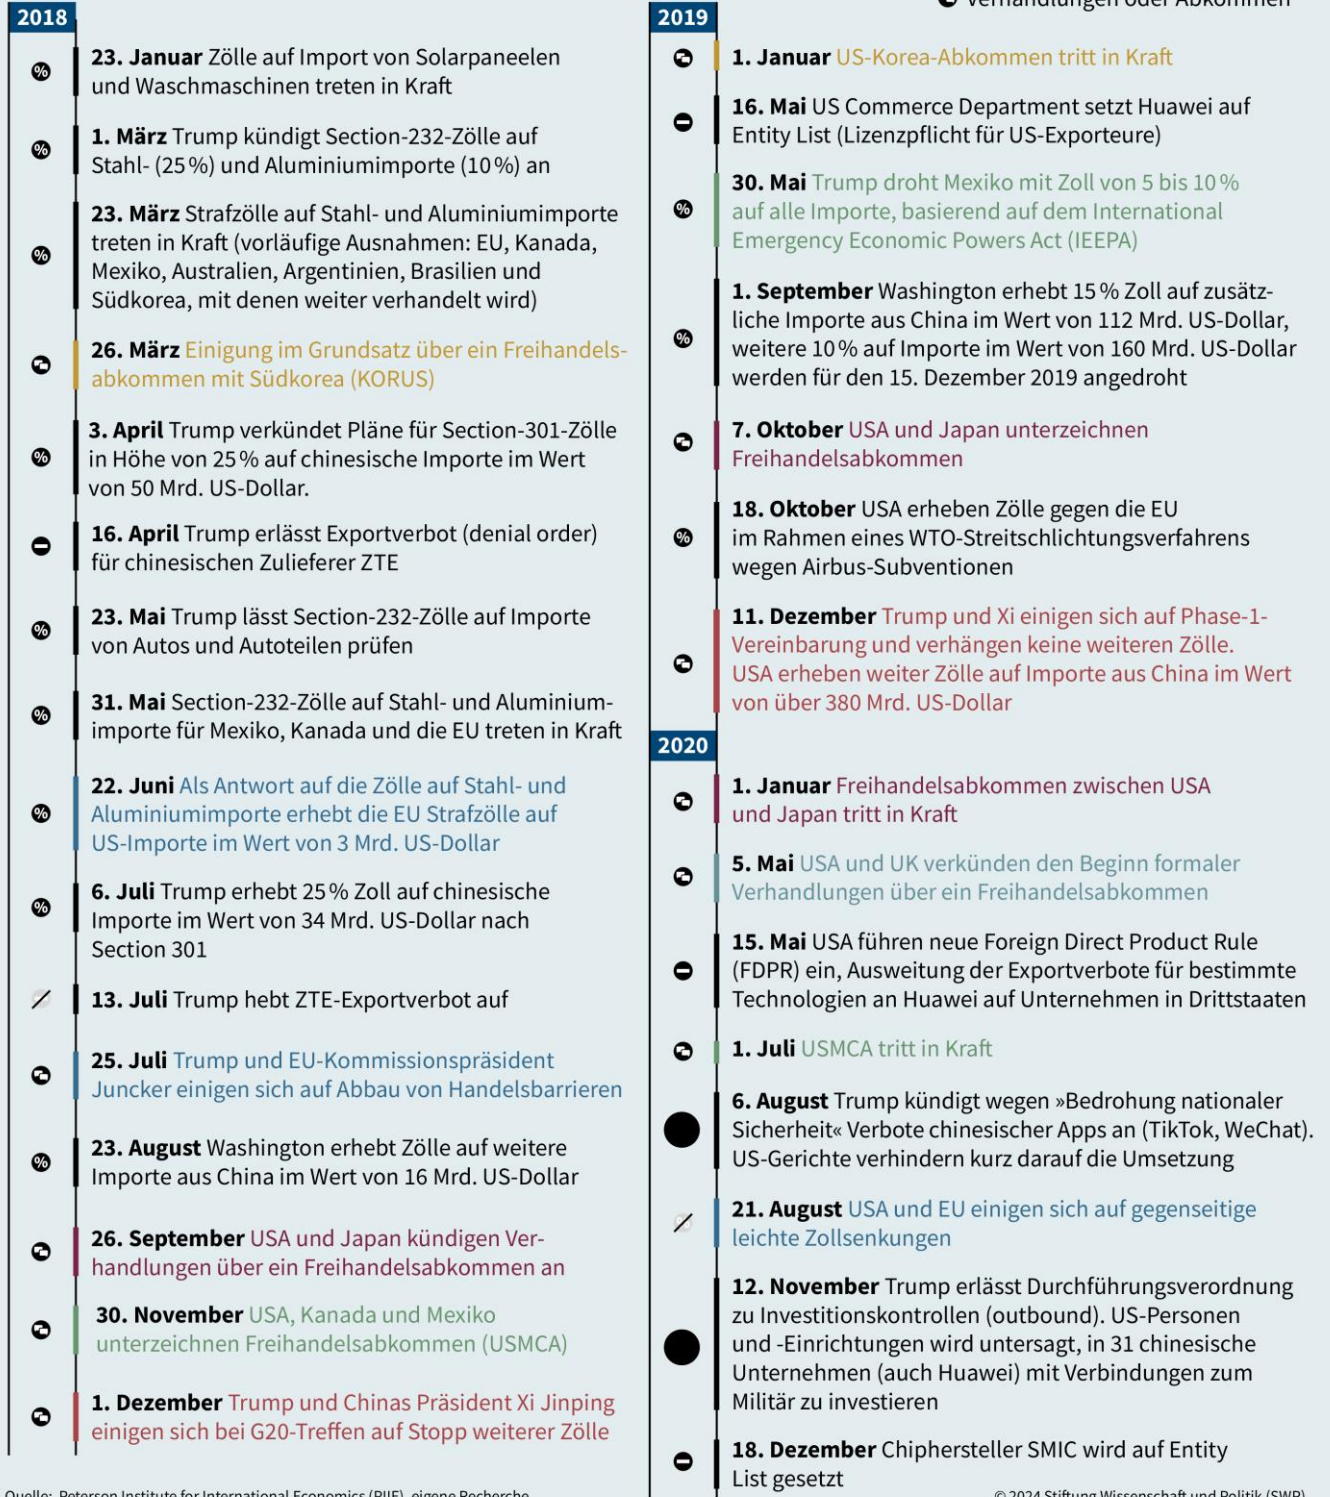 2018
23. Januar Zölle auf Import von Solarpaneelen
und Waschmaschinen treten in Kraft
1. März Trump kündigt Section-232-Zölle auf
Stahl- (25 %) und Aluminiumimporte (10 %) an
23. März Strafzölle auf Stahl- und Aluminiumimporte
treten in Kraft (vorläufige Ausnahmen: EU, Kanada,
Mexiko, Australien, Argentinien, Brasilien und
Südkorea, mit denen weiter verhandelt wird)
26. März Einigung im Grundsatz über ein Freihandels-
abkommen mit Südkorea (KORUS)
3. April Trump verkündet Pläne für Section-301-Zölle
in Höhe von 25 % auf chinesische Importe im Wert
von 50 Mrd. US-Dollar.
16. April Trump erlässt Exportverbot (denial order)
für chinesischen Zulieferer ZTE
23. Mai Trump lässt Section-232-Zölle auf Importe
von Autos und Autoteilen prüfen
31. Mai Section-232-Zölle auf Stahl- und Aluminium-
importe für Mexiko, Kanada und die EU treten in Kraft
22. Juni Als Antwort auf die Zölle auf Stahl- und
Aluminiumimporte erhebt die EU Strafzölle auf
US-Importe im Wert von 3 Mrd. US-Dollar
6. Juli Trump erhebt 25 % Zoll auf chinesische
Importe im Wert von 34 Mrd. US-Dollar nach
Section 301
13. Juli Trump hebt ZTE-Exportverbot auf
25. Juli Trump und EU-Kommissionspräsident
Juncker einigen sich auf Abbau von Handelsbarrieren
23. August Washington erhebt Zölle auf weitere
Importe aus China im Wert von 16 Mrd. US-Dollar
26. September USA und Japan kündigen Ver-
handlungen über ein Freihandelsabkommen an
30. November USA, Kanada und Mexiko
unterzeichnen Freihandelsabkommen (USMCA)
1. Dezember Trump und Chinas Präsident Xi Jinping
einigen sich bei G20-Treffen auf Stopp weiterer Zölle
Quelle: Peterson Institute for International Economics (PIIE), eigene Recherche
Verhandlungen oder Abkommen
2019
1. Januar US-Korea-Abkommen tritt in Kraft
16. Mai US Commerce Department setzt Huawei auf
Entity List (Lizenzpflicht für US-Exporteure)
30. Mai Trump droht Mexiko mit Zoll von 5 bis 10 %
auf alle Importe, basierend auf dem International
Emergency Economic Powers Act (IEEPA)
1. September Washington erhebt 15 % Zoll auf zusätz-
liche Importe aus China im Wert von 112 Mrd. US-Dollar,
weitere 10 % auf Importe im Wert von 160 Mrd. US-Dollar
werden für den 15. Dezember 2019 angedroht
7. Oktober USA und Japan unterzeichnen
Freihandelsabkommen
18. Oktober USA erheben Zölle gegen die EU
im Rahmen eines WTO-Streitschlichtungsverfahrens
wegen Airbus-Subventionen
11. Dezember Trump und Xi einigen sich auf Phase-1-
Vereinbarung und verhängen keine weiteren Zölle.
USA erheben weiter Zölle auf Importe aus China im Wert
von über 380 Mrd. US-Dollar
2020
1. Januar Freihandelsabkommen zwischen USA
und Japan tritt in Kraft
5. Mai USA und UK verkünden den Beginn formaler
Verhandlungen über ein Freihandelsabkommen
15. Mai USA führen neue Foreign Direct Product Rule
(FDPR) ein, Ausweitung der Exportverbote für bestimmte
Technologien an Huawei auf Unternehmen in Drittstaaten
1. Juli USMCA tritt in Kraft
6. August Trump kündigt wegen »Bedrohung nationaler
Sicherheit« Verbote chinesischer Apps an (TikTok, WeChat).
US-Gerichte verhindern kurz darauf die Umsetzung
21. August USA und EU einigen sich auf gegenseitige
leichte Zollsenkungen
12. November Trump erlässt Durchführungsverordnung
zu Investitionskontrollen (outbound). US-Personen
und -Einrichtungen wird untersagt, in 31 chinesische
Unternehmen (auch Huawei) mit Verbindungen zum
Militär zu investieren
18. Dezember Chiphersteller SMIC wird auf Entity
List gesetzt
© 2024 Stiftung Wissenschaft und Politik (SWP)